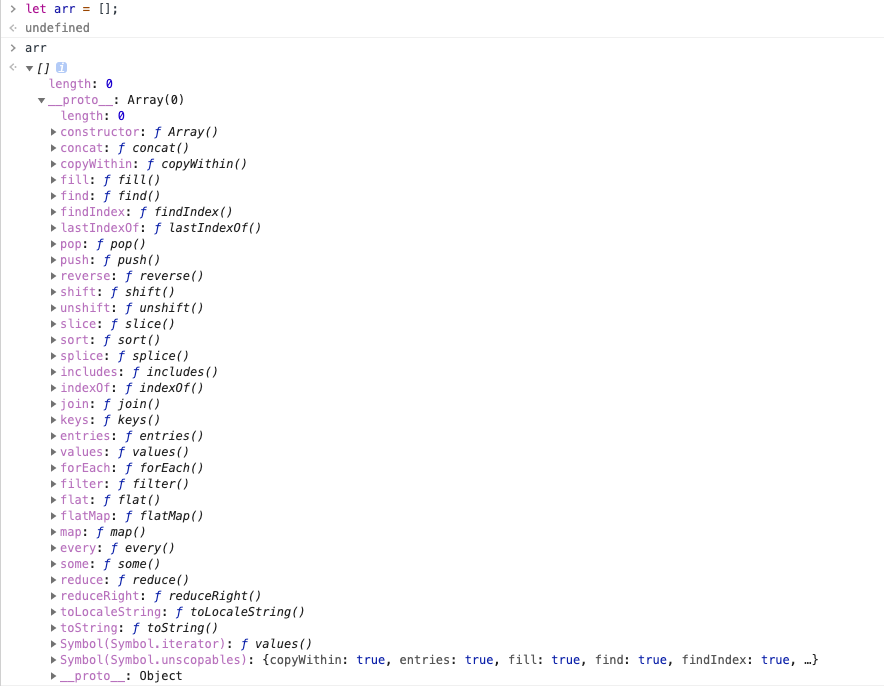 > let arr = [];
<· undefined
> arr
<· ▼[] i
length: 0
▼__proto__: Array(0)
length: 0
▶constructor: ƒ Array()
▶concat: ƒ concat()
▶copyWithin: ƒ copyWithin()
▶fill: ƒ fill()
▶find: ƒ find()
▶findIndex: ƒ findIndex()
▶lastIndexOf: ƒ lastIndexOf()
▶pop: ƒ pop()
▶push: ƒ push()
▶reverse: ƒ reverse()
▶shift: ƒ shift()
▶unshift: ƒ unshift()
▶slice: ƒ slice()
▶sort: ƒ sort()
▶splice: ƒ splice()
▶includes: ƒ includes()
▶indexOf: ƒ indexOf()
▶join: ƒ join()
▶keys: ƒ keys()
▶entries: ƒ entries()
▶values: ƒ values()
▶forEach: ƒ forEach()
▶filter: ƒ filter()
▶flat: ƒ flat()
▶flatMap: ƒ flatMap()
▶map: ƒ map()
▶every: ƒ every()
▶some: ƒ some()
▶reduce: ƒ reduce()
▶reduceRight: ƒ reduceRight()
▶toLocaleString: ƒ toLocaleString()
▶toString: ƒ toString()
▶Symbol(Symbol.iterator): ƒ values()
▶Symbol(Symbol.unscopables): {copyWithin: true, entries: true, fill: true, find: true, findIndex: true, …}
▶__proto__: Object